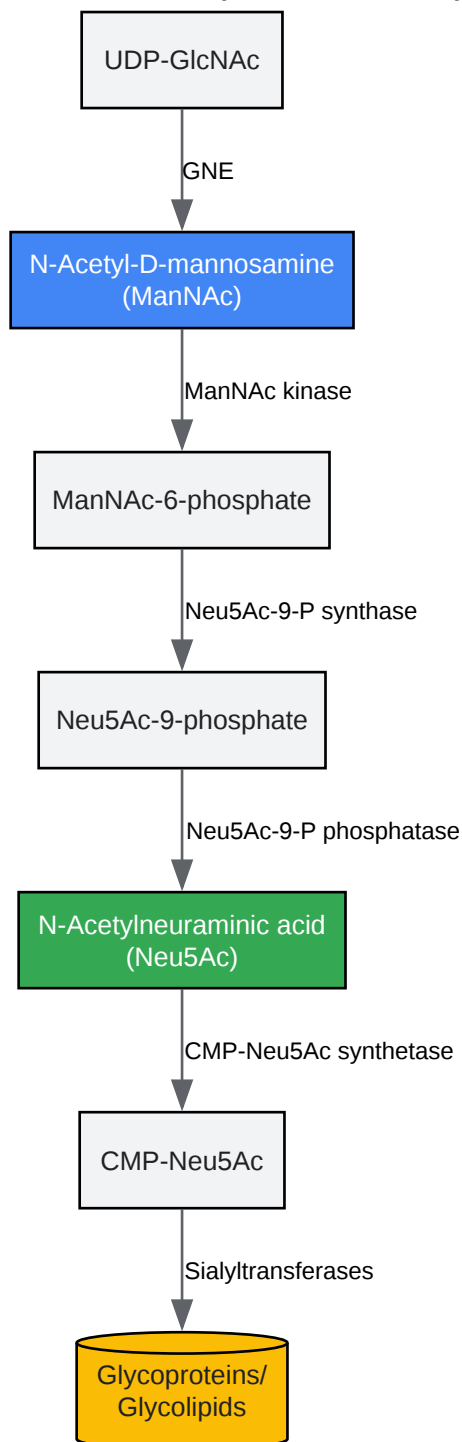 UDP-GlcNAc
GNE
N-Acetyl-D-mannosamine
(ManNAc)
ManNAc kinase
ManNAc-6-phosphate
Neu5Ac-9-P synthase
Neu5Ac-9-phosphate
Neu5Ac-9-P phosphatase
N-Acetylneuraminic acid
(Neu5Ac)
CMP-Neu5Ac synthetase
CMP-Neu5Ac
Sialyltransferases
Glycoproteins/
Glycolipids